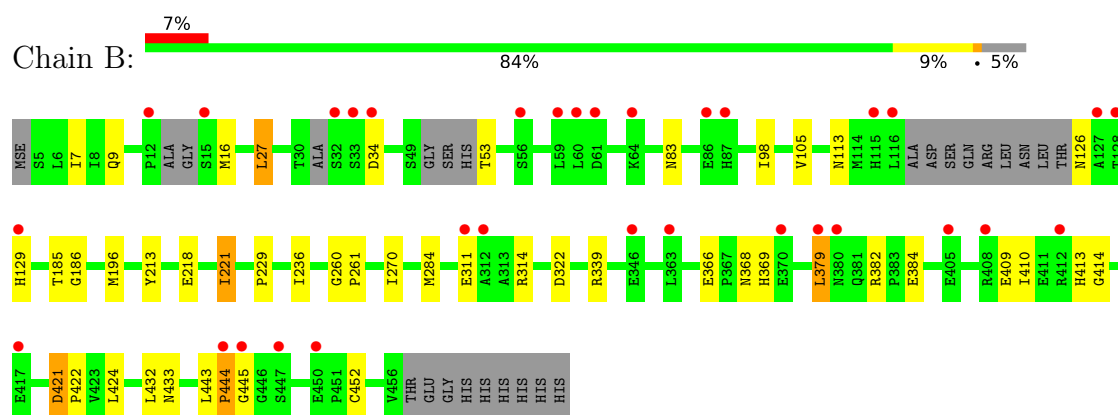 7%
Chain B:
84% 9% • 5%
MSE S5 L6 I7 I8 Q9 P12 ALA GLY S15 M16 L27 T30 ALA S32 S33 D34 S49 GLY SER HIS T53 S56 L59 L60 D61 K64 E86 H87 N83 I98 V105 N113 M114 H115 L116 ALA ASP SER GLN ARG LEU ASN LEU THR N126 A127
H129 T185 G186 M196 Y213 E218 I221 P229 I236 G260 P261 I270 M284 E311 A312 A313 R314 D322 R339 E346 L363 E366 P367 N368 H369 E370 L379 N380 Q381 R382 P383 E384 E405 R408 E409 I410 E411 R412 H413 G414
E417 D421 P422 V423 L424 L432 N433 L443 P444 G445 G446 S447 E450 P451 C452 V456 THR GLU GLY HIS HIS HIS HIS HIS HIS